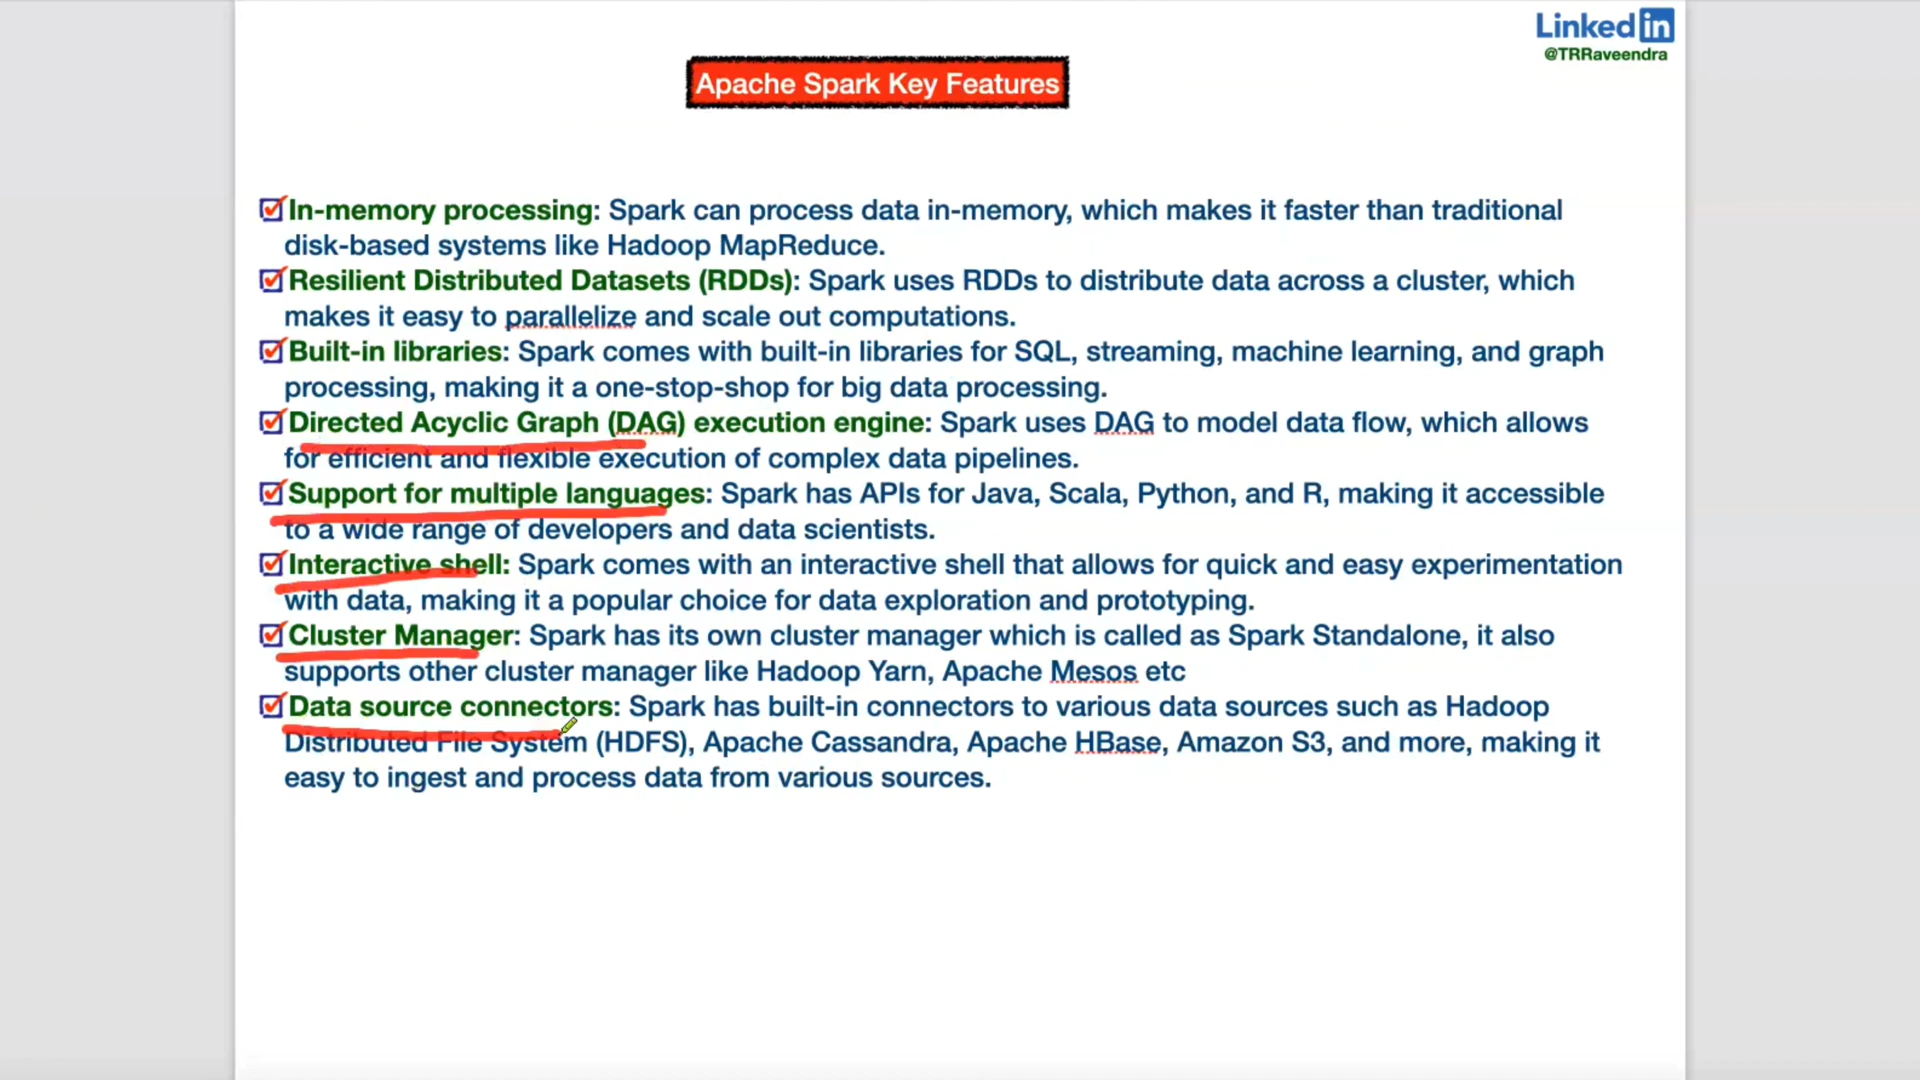 Linked in
@TRRaveendra
Apache Spark Key Features
In-memory processing: Spark can process data in-memory, which makes it faster than traditional
disk-based systems like Hadoop MapReduce.
Resilient Distributed Datasets (RDDs): Spark uses RDDs to distribute data across a cluster, which
makes it easy to parallelize and scale out computations.
Built-in libraries: Spark comes with built-in libraries for SQL, streaming, machine learning, and graph
processing, making it a one-stop-shop for big data processing.
Directed Acyclic Graph (DAG) execution engine: Spark uses DAG to model data flow, which allows
for efficient and flexible execution of complex data pipelines.
Support for multiple languages: Spark has APIs for Java, Scala, Python, and R, making it accessible
to a wide range of developers and data scientists.
Interactive shell: Spark comes with an interactive shell that allows for quick and easy experimentation
with data, making it a popular choice for data exploration and prototyping.
Cluster Manager: Spark has its own cluster manager which is called as Spark Standalone, it also
supports other cluster manager like Hadoop Yarn, Apache Mesos etc
Data source connectors: Spark has built-in connectors to various data sources such as Hadoop
Distributed File System (HDFS), Apache Cassandra, Apache HBase, Amazon S3, and more, making it
easy to ingest and process data from various sources.